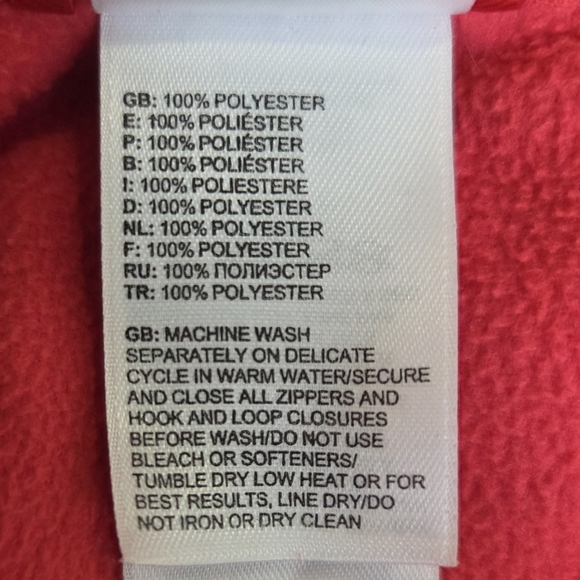 GB: 100% POLYESTER
E: 100% POLIÉSTER
P: 100% POLIÉSTER
B: 100% POLIÉSTER
I: 100% POLIESTERE
D: 100% POLYESTER
NL: 100% POLYESTER
F: 100% POLYESTER
RU: 100% ПОЛИЭСТЕР
TR: 100% POLYESTER
GB: MACHINE WASH
SEPARATELY ON DELICATE
CYCLE IN WARM WATER/SECURE
AND CLOSE ALL ZIPPERS AND
HOOK AND LOOP CLOSURES
BEFORE WASH/DO NOT USE
BLEACH OR SOFTENERS/
TUMBLE DRY LOW HEAT OR FOR
BEST RESULTS, LINE DRY/DO
NOT IRON OR DRY CLEAN